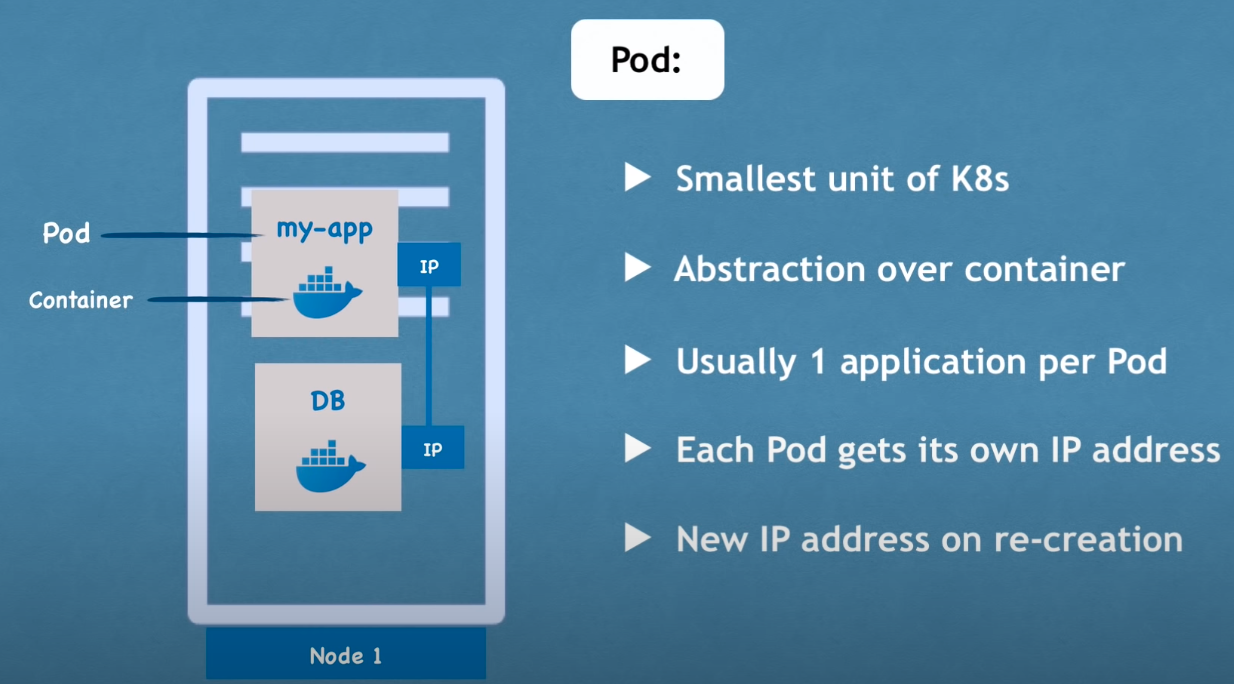 Pod:
Smallest unit of K8s
Abstraction over container
Usually 1 application per Pod
Each Pod gets its own IP address
New IP address on re-creation
Pod
my-app
IP
Container
DB
IP
Node 1